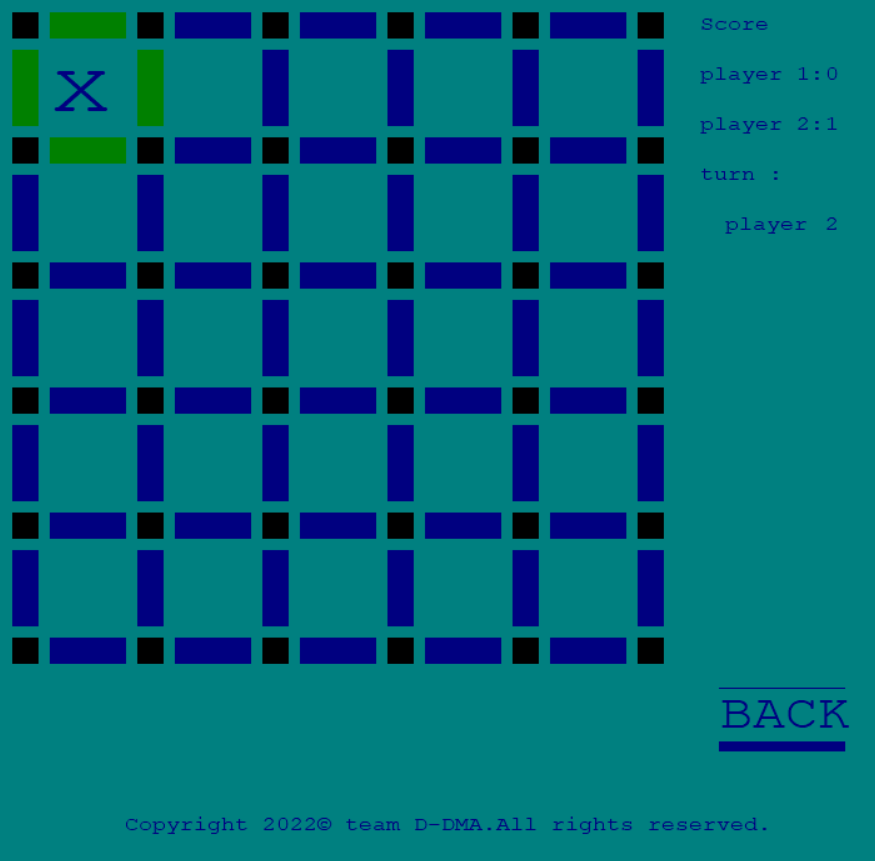 Score
player 1:0
X
player 2:1
turn :
player 2
BACK
Copyright 2022© team D-DMA.All rights reserved.